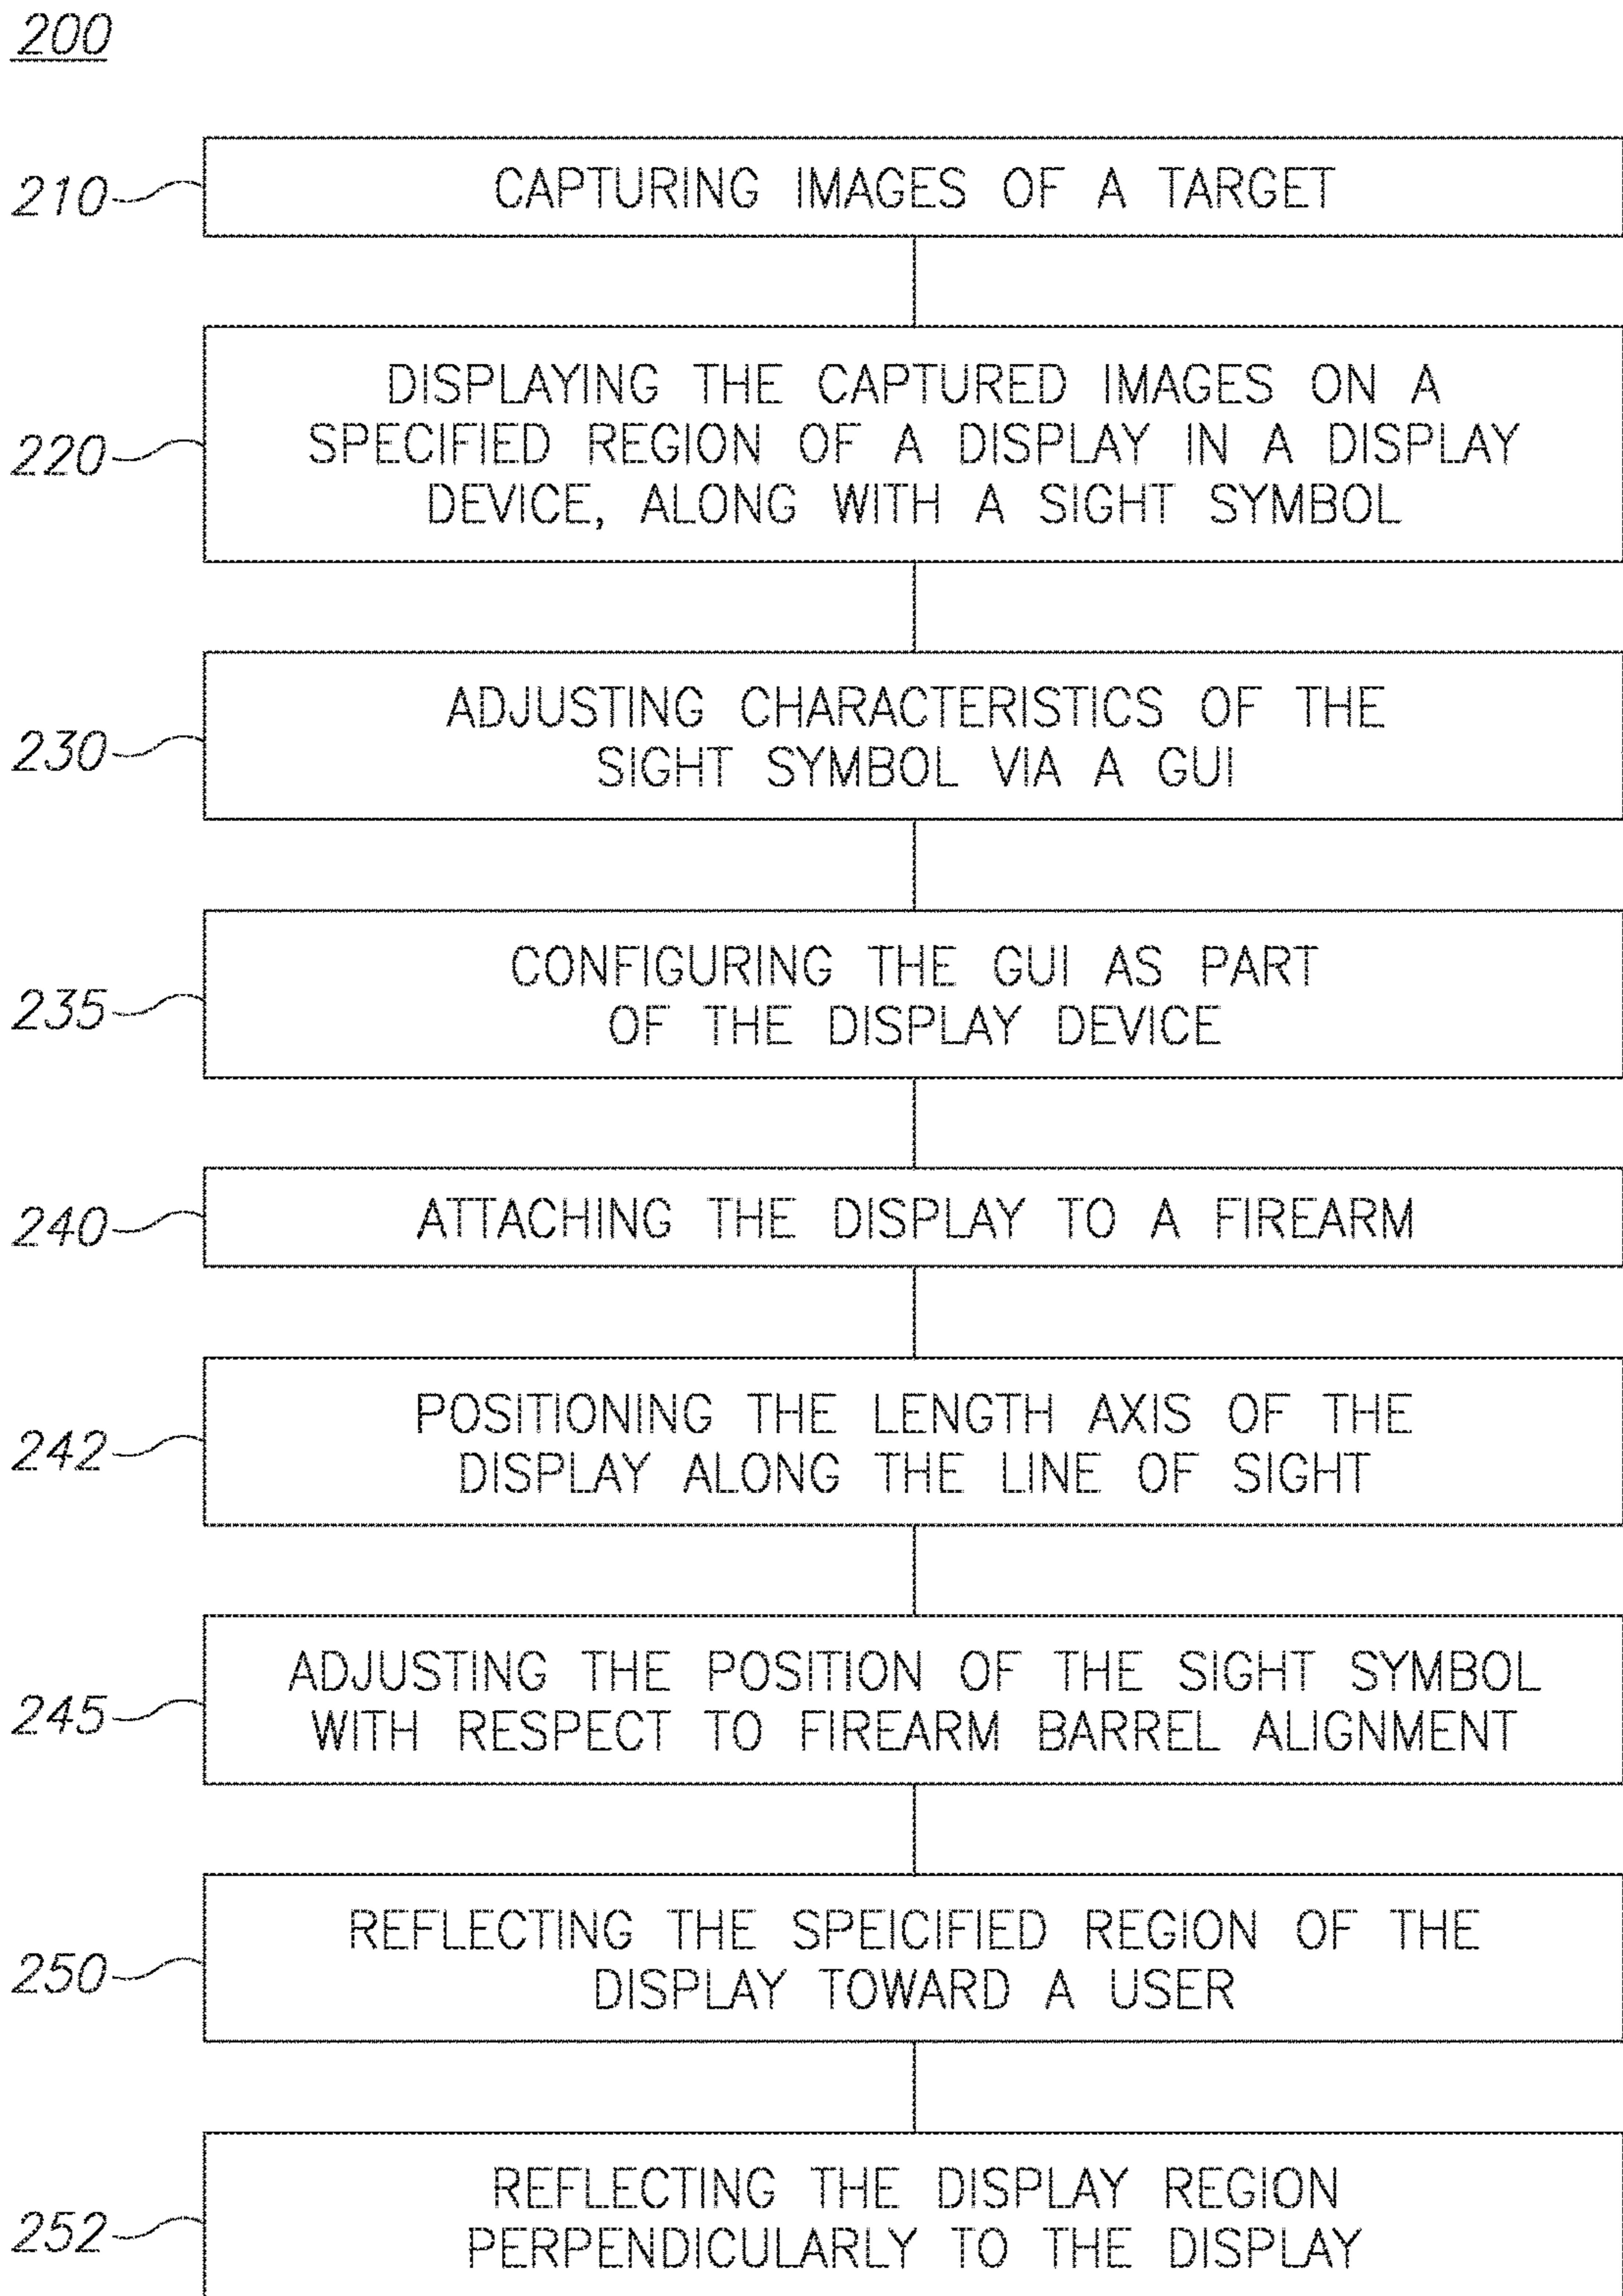 200
210
CAPTURING IMAGES OF A TARGET
220
DISPLAYING THE CAPTURED IMAGES ON A
SPECIFIED REGION OF A DISPLAY IN A DISPLAY
DEVICE, ALONG WITH A SIGHT SYMBOL
230
ADJUSTING CHARACTERISTICS OF THE
SIGHT SYMBOL VIA A GUI
235
CONFIGURING THE GUI AS PART
OF THE DISPLAY DEVICE
240
ATTACHING THE DISPLAY TO A FIREARM
242
POSITIONING THE LENGTH AXIS OF THE
DISPLAY ALONG THE LINE OF SIGHT
245
ADJUSTING THE POSITION OF THE SIGHT SYMBOL
WITH RESPECT TO FIREARM BARREL ALIGNMENT
250
REFLECTING THE SPEICIFIED REGION OF THE
DISPLAY TOWARD A USER
252
REFLECTING THE DISPLAY REGION
PERPENDICULARLY TO THE DISPLAY